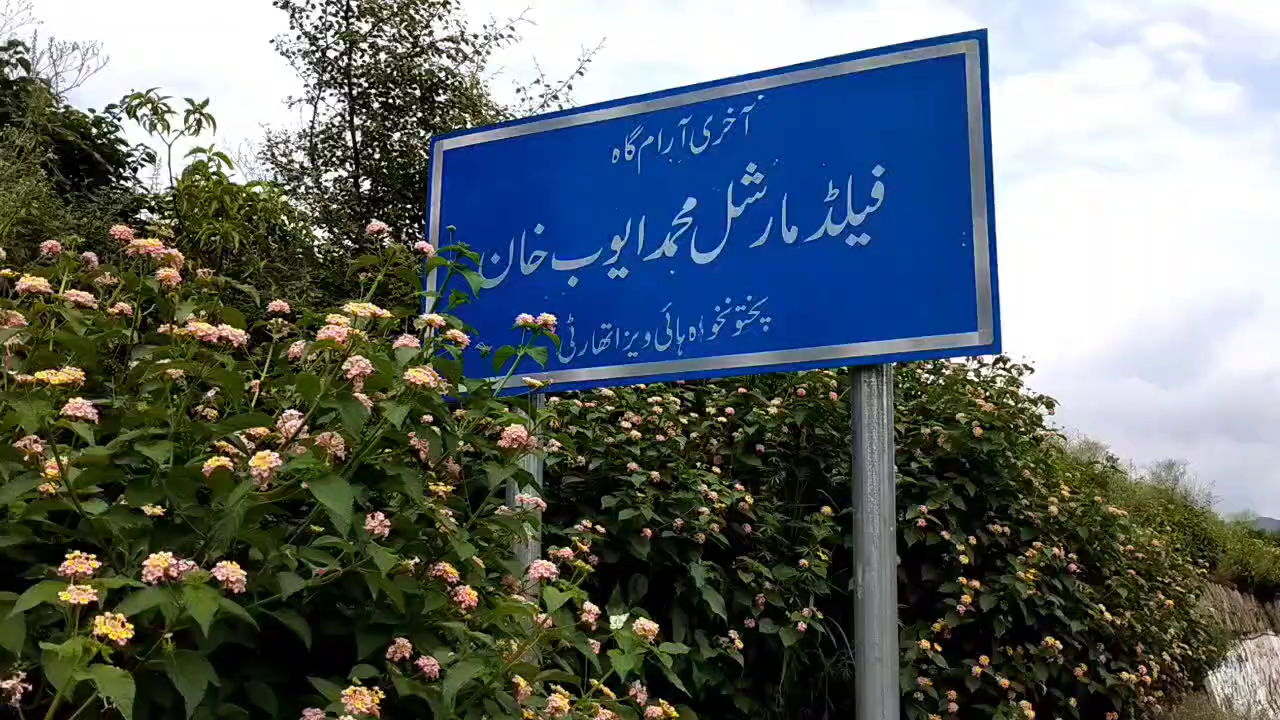 آخری آرام گاہ
فیلڈ مارشل محمد ایوب خان
پختونخواہ ہائی ویز اتھارٹی